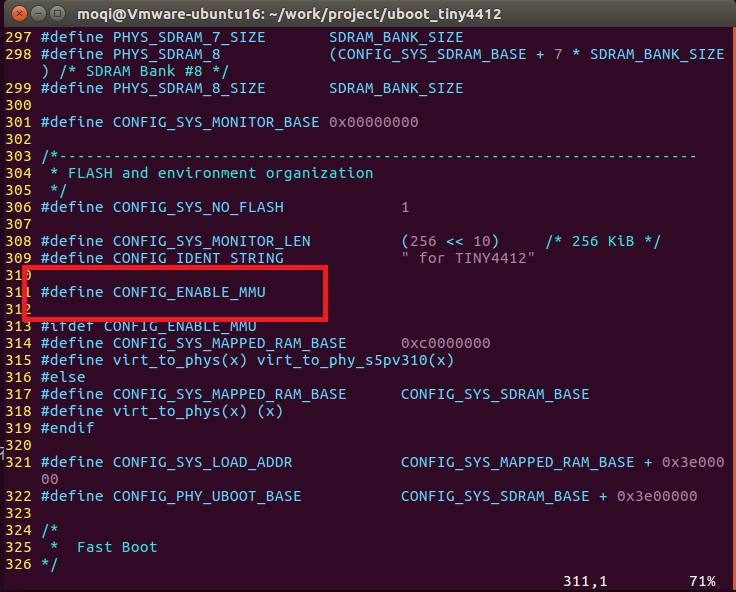 moqi@Vmware-ubuntu16: ~/work/project/uboot_tiny4412
297 #define PHYS_SDRAM_7_SIZE SDRAM_BANK_SIZE
298 #define PHYS_SDRAM_8 (CONFIG_SYS_SDRAM_BASE + 7 * SDRAM_BANK_SIZE
) /* SDRAM Bank #8 */
299 #define PHYS_SDRAM_8_SIZE SDRAM_BANK_SIZE
300
301 #define CONFIG_SYS_MONITOR_BASE 0x00000000
302
303 /*-----------------------------------------------------------------------
304 * FLASH and environment organization
305 */
306 #define CONFIG_SYS_NO_FLASH 1
307
308 #define CONFIG_SYS_MONITOR_LEN (256 << 10) /* 256 KiB */
309 #define CONFIG_IDENT_STRING " for TINY4412"
310
311 #define CONFIG_ENABLE_MMU
312
313 #ifdef CONFIG_ENABLE_MMU
314 #define CONFIG_SYS_MAPPED_RAM_BASE 0xc0000000
315 #define virt_to_phys(x) virt_to_phy_s5pv310(x)
316 #else
317 #define CONFIG_SYS_MAPPED_RAM_BASE CONFIG_SYS_SDRAM_BASE
318 #define virt_to_phys(x) (x)
319 #endif
320
321 #define CONFIG_SYS_LOAD_ADDR CONFIG_SYS_MAPPED_RAM_BASE + 0x3e000
00
322 #define CONFIG_PHY_UBOOT_BASE CONFIG_SYS_SDRAM_BASE + 0x3e00000
323
324 /*
325 * Fast Boot
326 */
311,1 71%